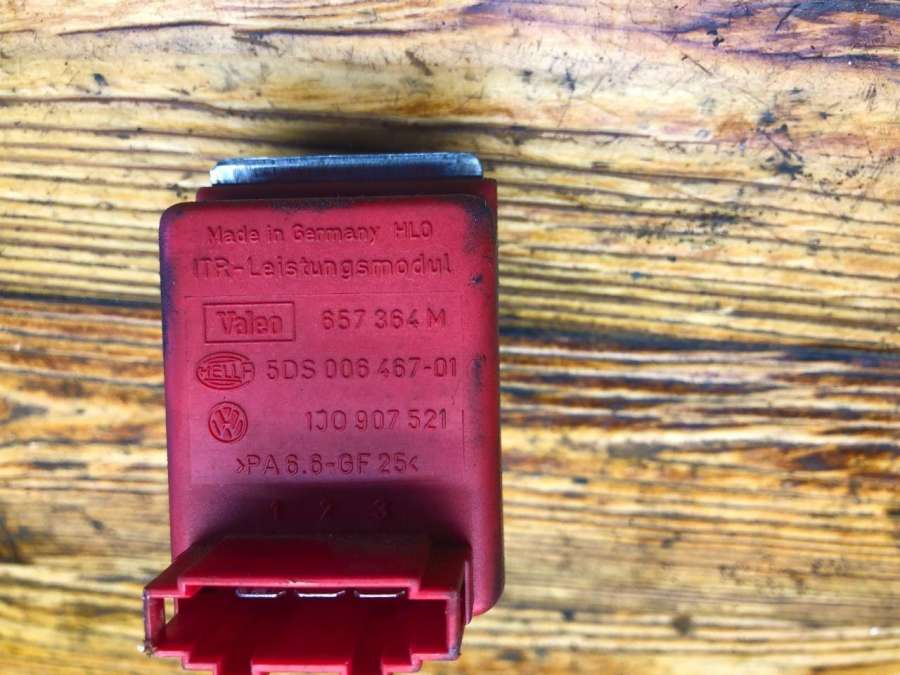 Made in Germany HLO
ITR-Leistungsmodul
Valeo 657 364 M
HELLA 5DS 006 467-01
VW 1J0 907 521
>PA 6.6-GF 25<
1 2 3